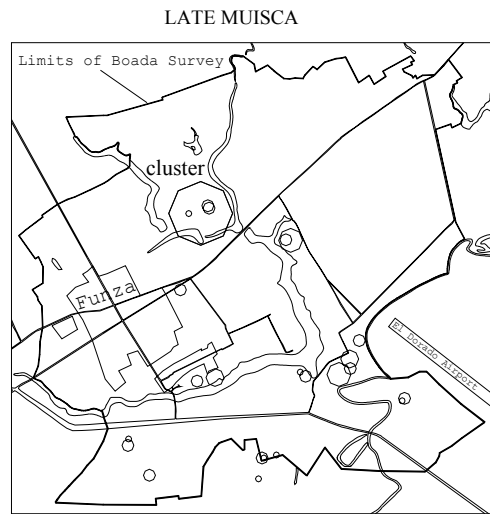 LATE MUISCA
Limits of Boada Survey
cluster
Funza
El Dorado Airport